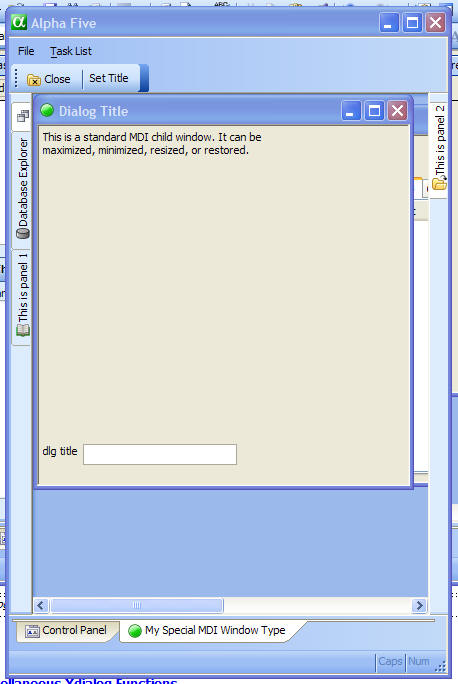 Alpha Five
File Task List
Close Set Title
Dialog Title
This is a standard MDI child window. It can be
maximized, minimized, resized, or restored.
Database Explorer
This is panel 1
This is panel 2
dlg title
Control Panel My Special MDI Window Type
Caps Num
llaneous Xdialog Functions